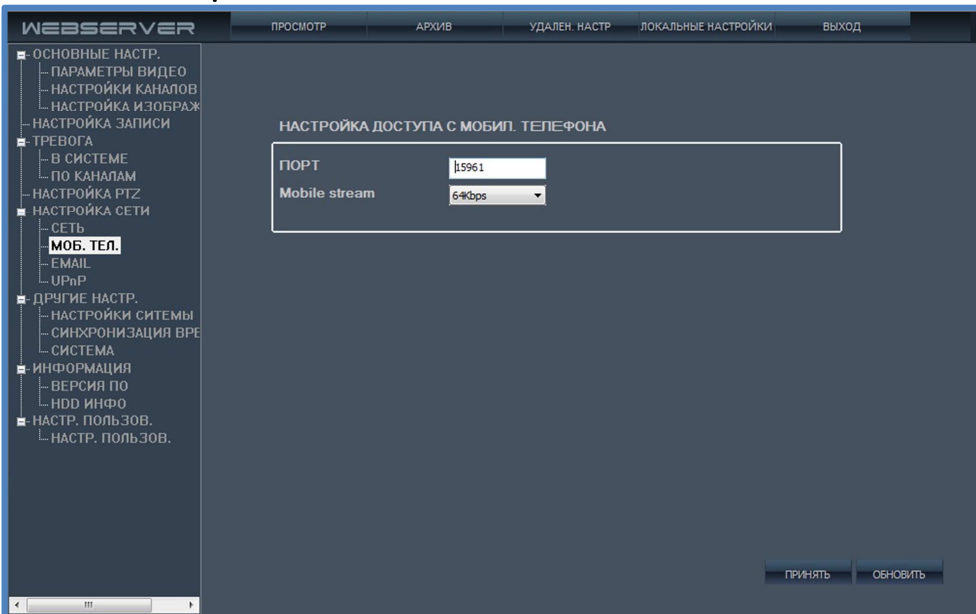 WEBSERVER
ПРОСМОТР АРХИВ УДАЛЕН. НАСТР ЛОКАЛЬНЫЕ НАСТРОЙКИ ВЫХОД
ОСНОВНЫЕ НАСТР.
ПАРАМЕТРЫ ВИДЕО
НАСТРОЙКИ КАНАЛОВ
НАСТРОЙКА ИЗОБРАЖ
НАСТРОЙКА ЗАПИСИ
ТРЕВОГА
В СИСТЕМЕ
ПО КАНАЛАМ
НАСТРОЙКА PTZ
НАСТРОЙКА СЕТИ
СЕТЬ
МОБ. ТЕЛ.
EMAIL
UPnP
ДРУГИЕ НАСТР.
НАСТРОЙКИ СИТЕМЫ
СИНХРОНИЗАЦИЯ ВРЕ
СИСТЕМА
ИНФОРМАЦИЯ
ВЕРСИЯ ПО
HDD ИНФО
НАСТР. ПОЛЬЗОВ.
НАСТР. ПОЛЬЗОВ.
НАСТРОЙКА ДОСТУПА С МОБИЛ. ТЕЛЕФОНА
ПОРТ 15961
Mobile stream 64Kbps
ПРИНЯТЬ ОБНОВИТЬ